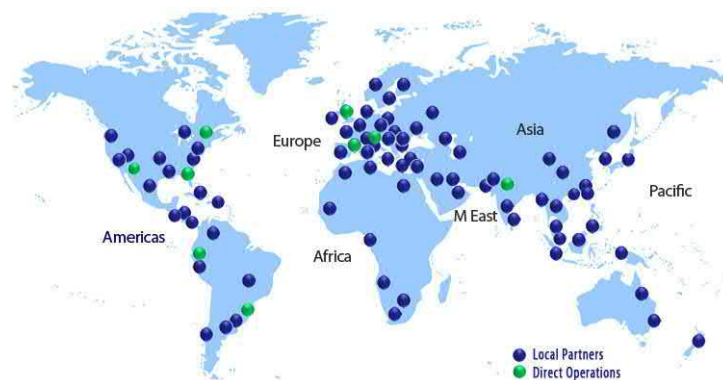 Europe
Asia
Pacific
M East
Americas
Africa
Local Partners
Direct Operations